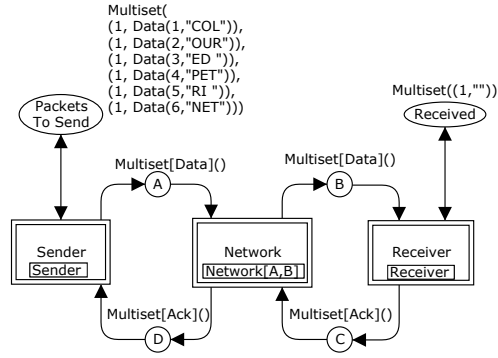 Multiset(
(1, Data(1,"COL")),
(1, Data(2,"OUR")),
(1, Data(3,"ED ")),
(1, Data(4,"PET")),
(1, Data(5,"RI ")),
(1, Data(6,"NET")))
Packets
To Send
Multiset((1,""))
Received
Multiset[Data]()
A
Multiset[Data]()
B
Sender
Sender
Network
Network[A,B]
Receiver
Receiver
Multiset[Ack]()
D
Multiset[Ack]()
C